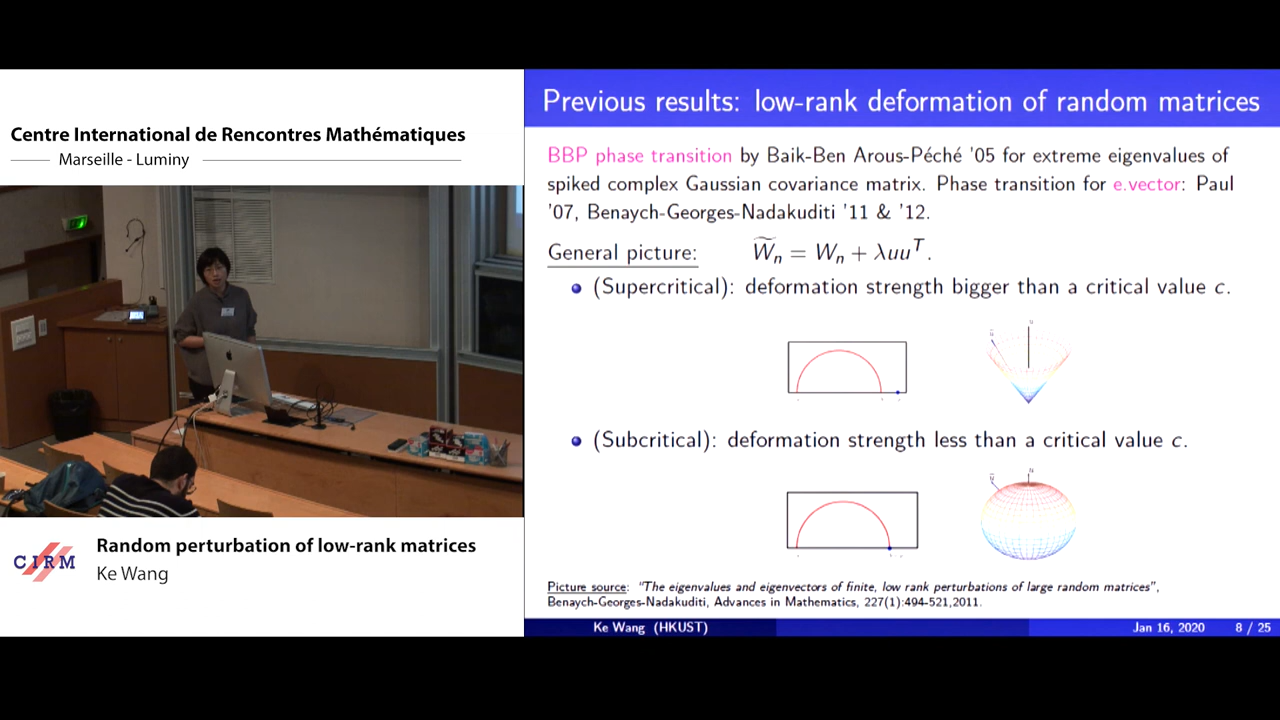 Centre International de Rencontres Mathématiques
Marseille - Luminy
CIRM
Random perturbation of low-rank matrices
Ke Wang
Previous results: low-rank deformation of random matrices
BBP phase transition by Baik-Ben Arous-Péché '05 for extreme eigenvalues of
spiked complex Gaussian covariance matrix. Phase transition for e.vector: Paul
'07, Benaych-Georges-Nadakuditi '11 & '12.
General picture: W̃ₙ = Wₙ + λuuᵀ.
(Supercritical): deformation strength bigger than a critical value c.
(Subcritical): deformation strength less than a critical value c.
Picture source: "The eigenvalues and eigenvectors of finite, low rank perturbations of large random matrices",
Benaych-Georges-Nadakuditi, Advances in Mathematics, 227(1):494-521,2011.
Ke Wang (HKUST) Jan 16, 2020 8 / 25